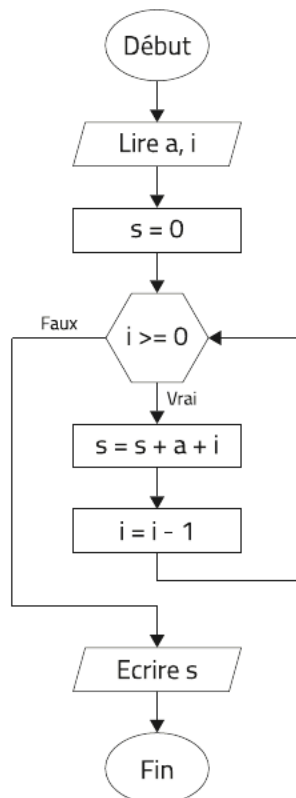 Début
Lire a, i
s = 0
Faux
i >= 0
Vrai
s = s + a + i
i = i - 1
Ecrire s
Fin